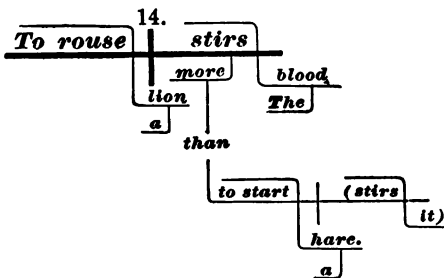 14.
To rouse stirs
more blood,
lion The
a
than
to start (stirs
it)
hare.
a